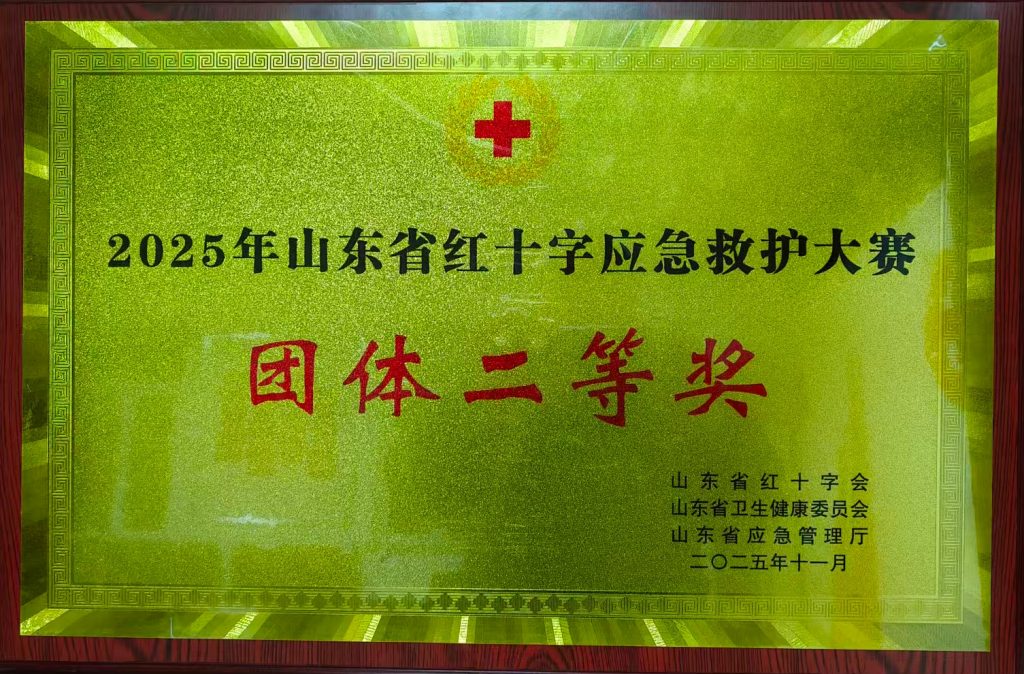 2025年山东省红十字应急救护大赛
团体二等奖
山东省红十字会
山东省卫生健康委员会
山东省应急管理厅
二〇二五年十一月